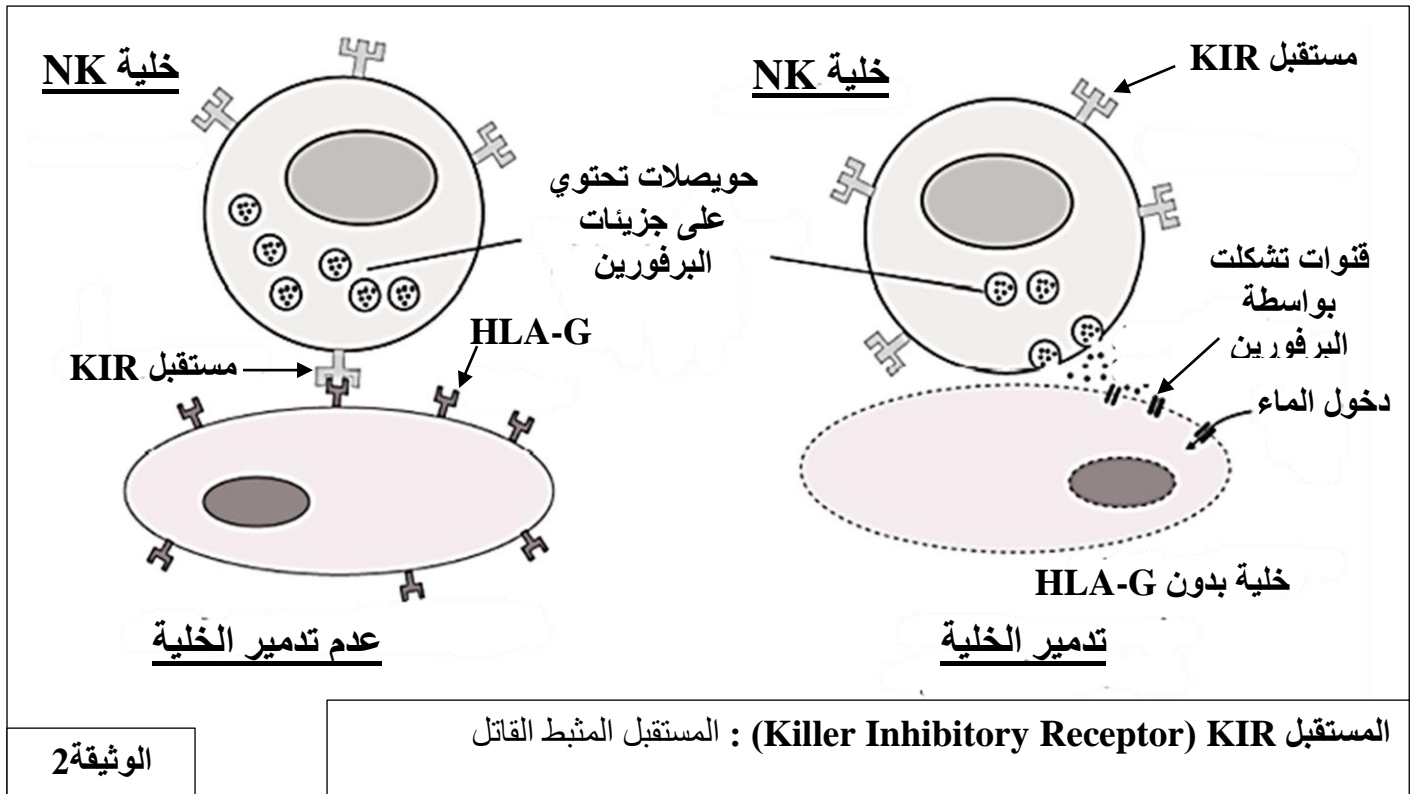 خلية NK
خلية NK
مستقبل KIR
حويصلات تحتوي
على جزيئات
البرفورين
قنوات تشكلت
بواسطة
البرفورين
دخول الماء
HLA-G
مستقبل KIR
خلية بدون HLA-G
عدم تدمير الخلية
تدمير الخلية
المستقبل KIR (Killer Inhibitory Receptor) : المستقبل المثبط القاتل
الوثيقة2